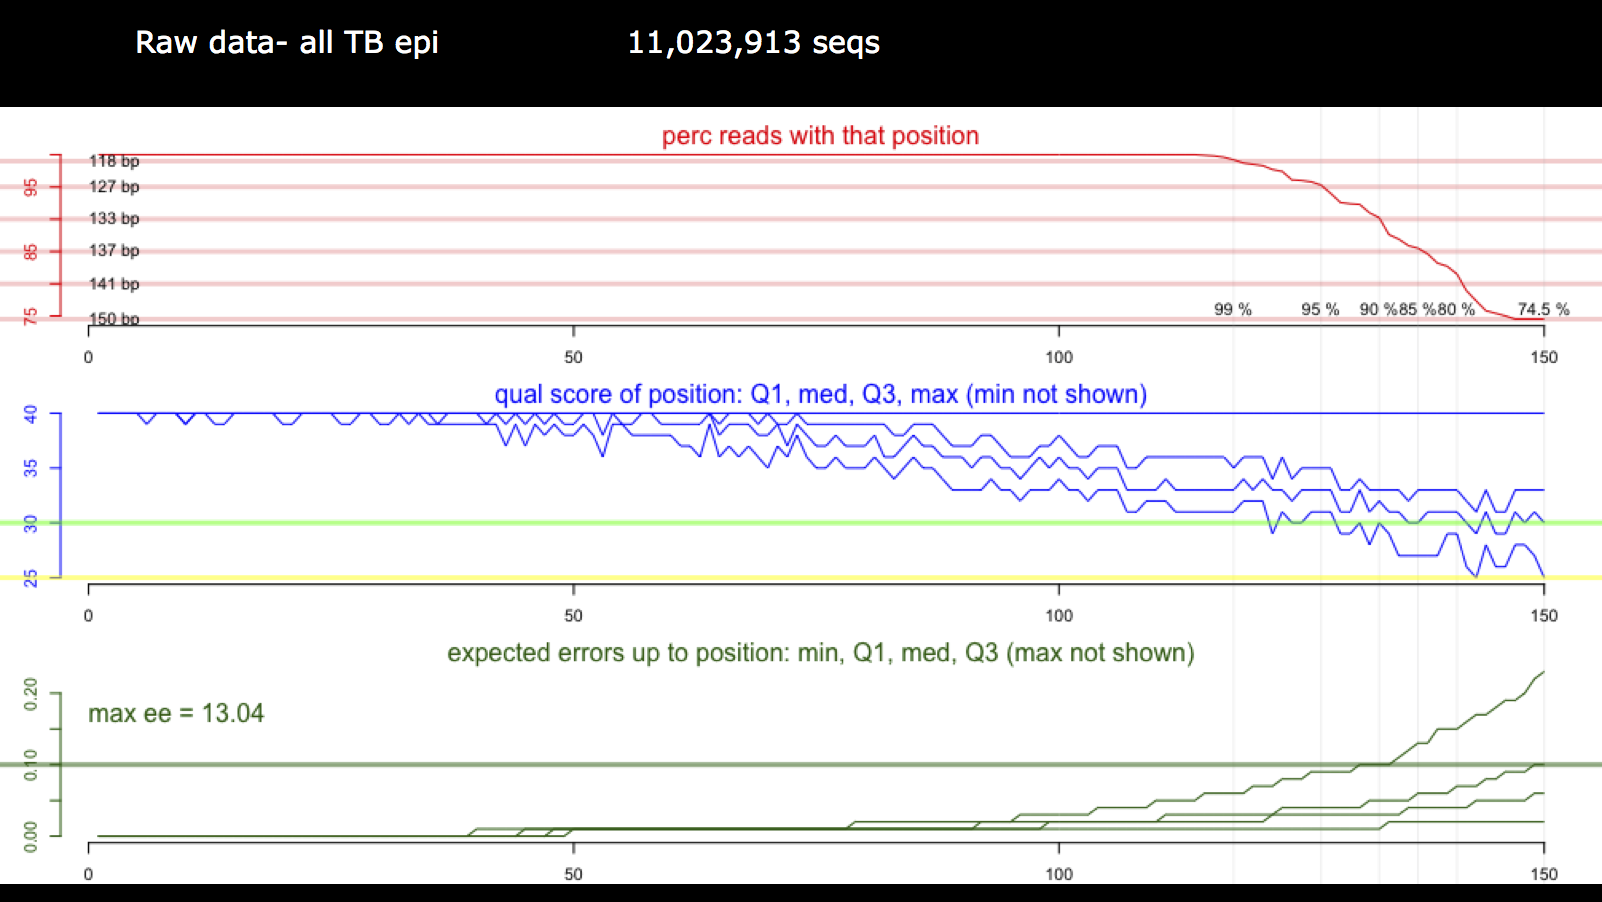 Raw data- all TB epi 11,023,913 seqs
perc reads with that position
95 85 75
118 bp
127 bp
133 bp
137 bp
141 bp
150 bp
99 % 95 % 90 % 85 % 80 % 74.5 %
0 50 100 150
qual score of position: Q1, med, Q3, max (min not shown)
40 35 30 25
0 50 100 150
expected errors up to position: min, Q1, med, Q3 (max not shown)
0.20 0.10 0.00
max ee = 13.04
0 50 100 150